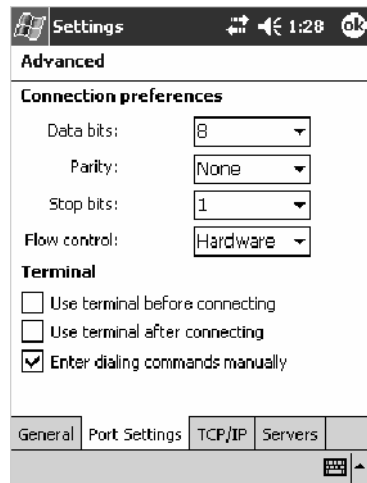 Settings 1:28 ok
Advanced
Connection preferences
Data bits: 8
Parity: None
Stop bits: 1
Flow control: Hardware
Terminal
Use terminal before connecting
Use terminal after connecting
Enter dialing commands manually
General Port Settings TCP/IP Servers